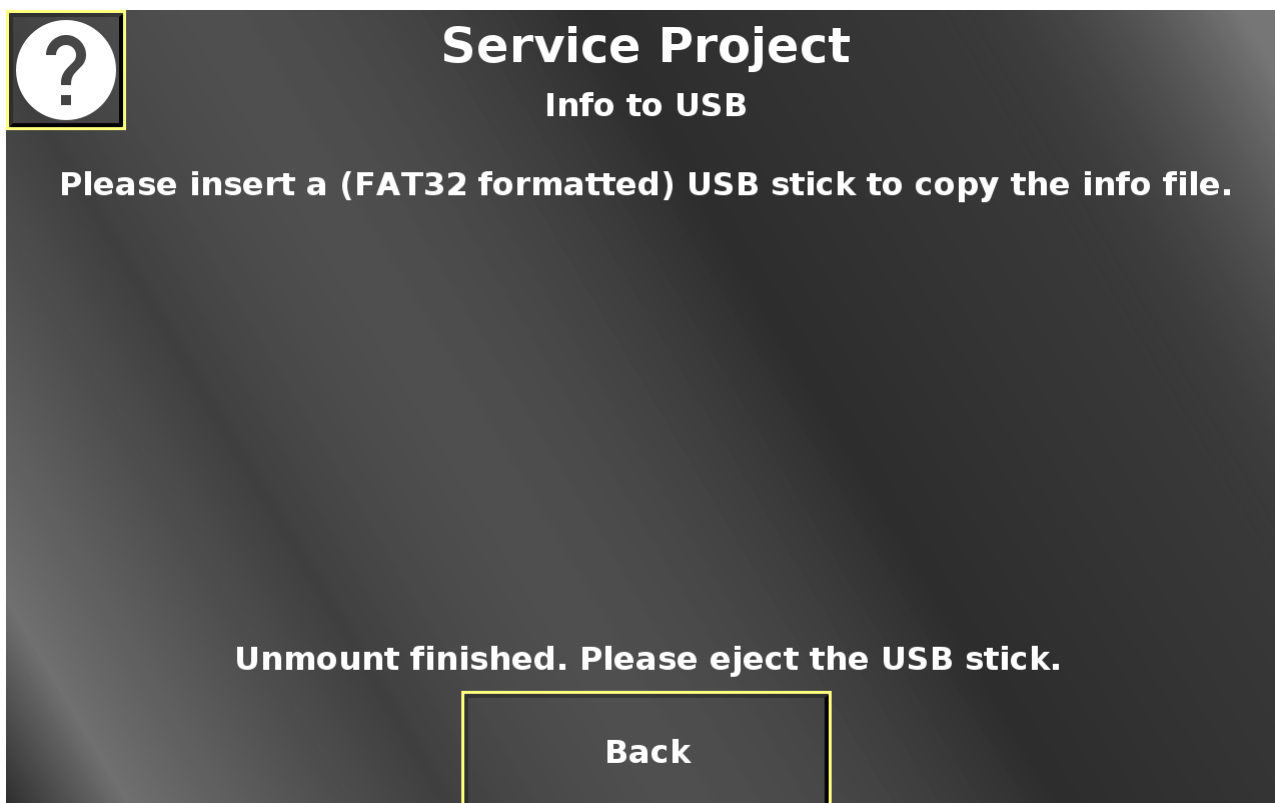 ?
Service Project
Info to USB
Please insert a (FAT32 formatted) USB stick to copy the info file.
Unmount finished. Please eject the USB stick.
Back